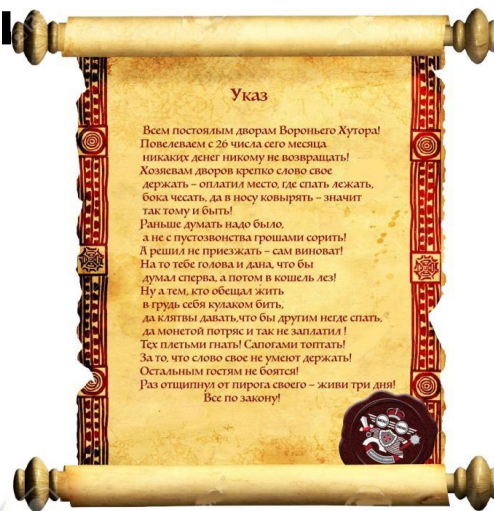 Указ
Всем постоялым дворам Вороньего Хутора!
Повелеваем с 26 числа сего месяца
никаких денег никому не возвращать!
Хозяевам дворов крепко слово свое
держать – оплатил место, где спать лежать,
бока чесать, да в носу ковырять – значит
так тому и быть!
Раньше думать надо было,
а не с пустозвонства грошами сорить!
А решил не приезжать – сам виноват!
На то тебе голова и дана, что бы
думал сперва, а потом в кошель лез!
Ну а тем, кто обещал жить
в грудь себя кулаком бить,
да клятвы давать,что бы другим негде спать,
да монетой потряс и так не заплатил !
Тех плетьми гнать! Сапогами топтать!
За то, что слово свое не умеют держать!
Остальным гостям не боятся!
Раз отщипнул от пирога своего – живи три дня!
Все по закону!